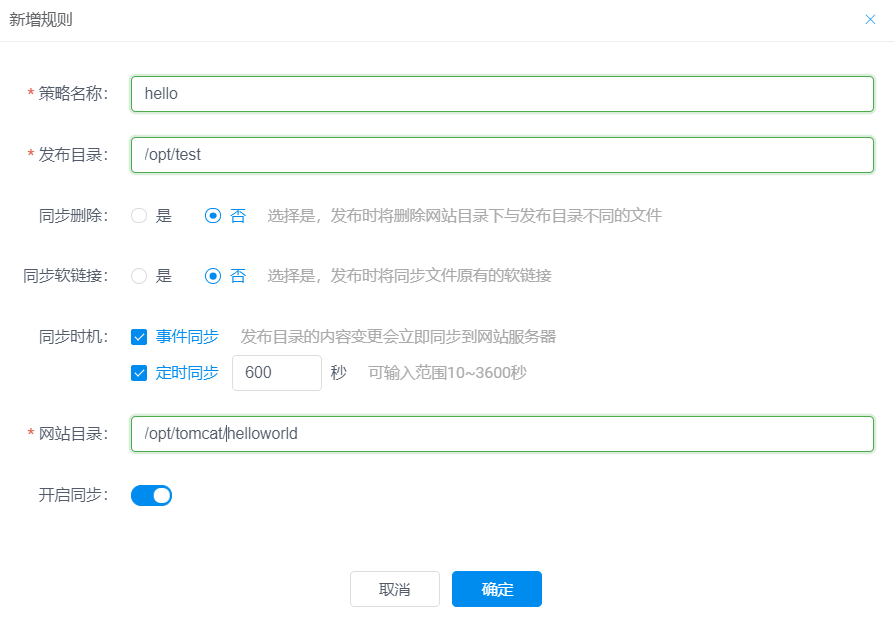 新增规则
* 策略名称： hello
* 发布目录： /opt/test
同步删除： 是 否 选择是，发布时将删除网站目录下与发布目录不同的文件
同步软链接： 是 否 选择是，发布时将同步文件原有的软链接
同步时机： 事件同步 发布目录的内容变更会立即同步到网站服务器
定时同步 600 秒 可输入范围10~3600秒
* 网站目录： /opt/tomcat/helloworld
开启同步：
取消 确定